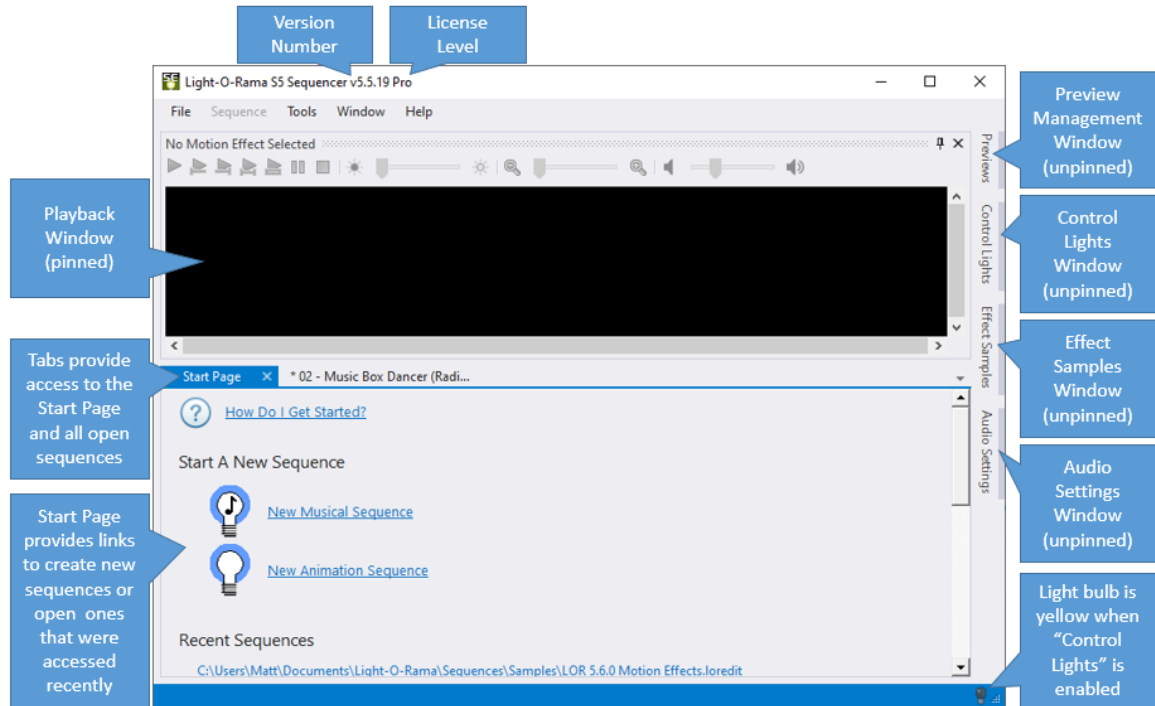 Version
Number
License
Level
Light-O-Rama S5 Sequencer v5.5.19 Pro
File Sequence Tools Window Help
No Motion Effect Selected
Previews
Control Lights
Effect Samples
Audio Settings
Preview
Management
Window
(unpinned)
Control
Lights
Window
(unpinned)
Effect
Samples
Window
(unpinned)
Audio
Settings
Window
(unpinned)
Light bulb is
yellow when
“Control
Lights” is
enabled
Playback
Window
(pinned)
Tabs provide
access to the
Start Page
and all open
sequences
Start Page
provides links
to create new
sequences or
open ones
that were
accessed
recently
Start Page * 02 - Music Box Dancer (Radi...
How Do I Get Started?
Start A New Sequence
New Musical Sequence
New Animation Sequence
Recent Sequences
C:\Users\Matt\Documents\Light-O-Rama\Sequences\Samples\LOR 5.6.0 Motion Effects.loredit